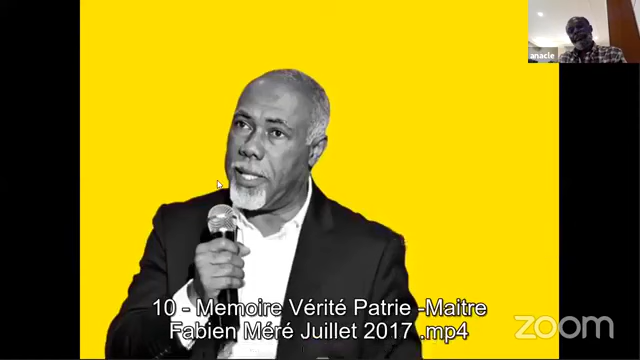 anacle
10 - Memoire Vérité Patrie -Maitre
Fabien Méré Juillet 2017 .mp4
zoom